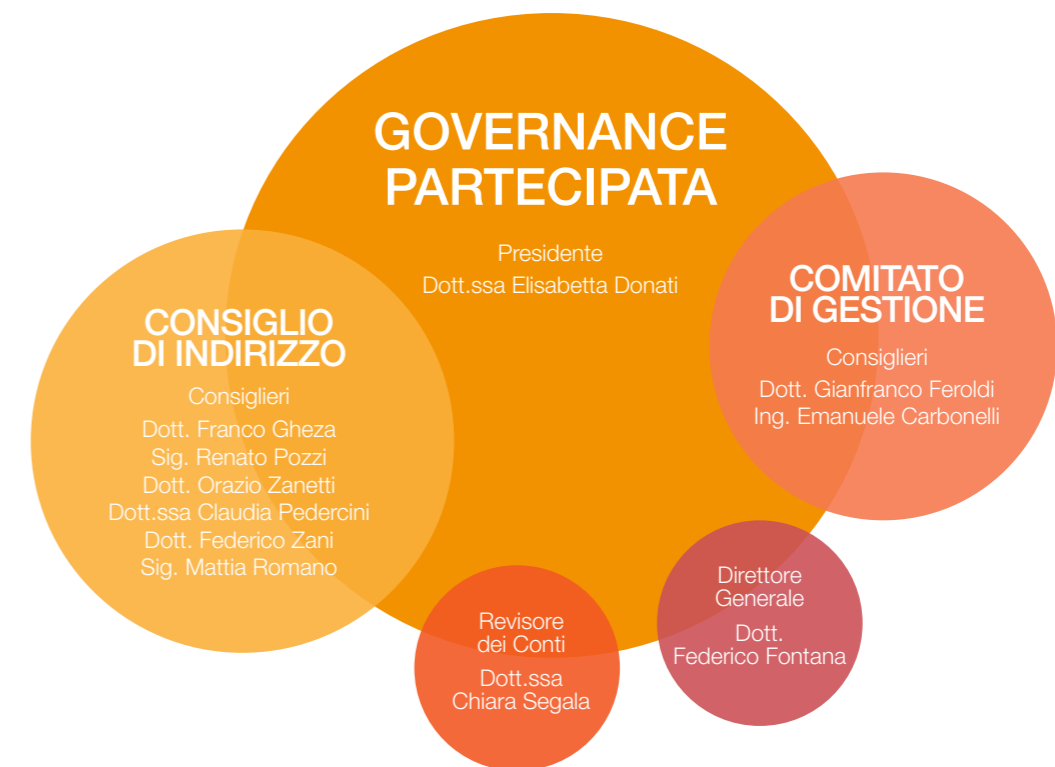 GOVERNANCE
PARTECIPATA
Presidente
Dott.ssa Elisabetta Donati
CONSIGLIO
DI INDIRIZZO
Consiglieri
Dott. Franco Gheza
Sig. Renato Pozzi
Dott. Orazio Zanetti
Dott.ssa Claudia Pedercini
Dott. Federico Zani
Sig. Mattia Romano
COMITATO
DI GESTIONE
Consiglieri
Dott. Gianfranco Feroldi
Ing. Emanuele Carbonelli
Revisore
dei Conti
Dott.ssa
Chiara Segala
Direttore
Generale
Dott.
Federico Fontana